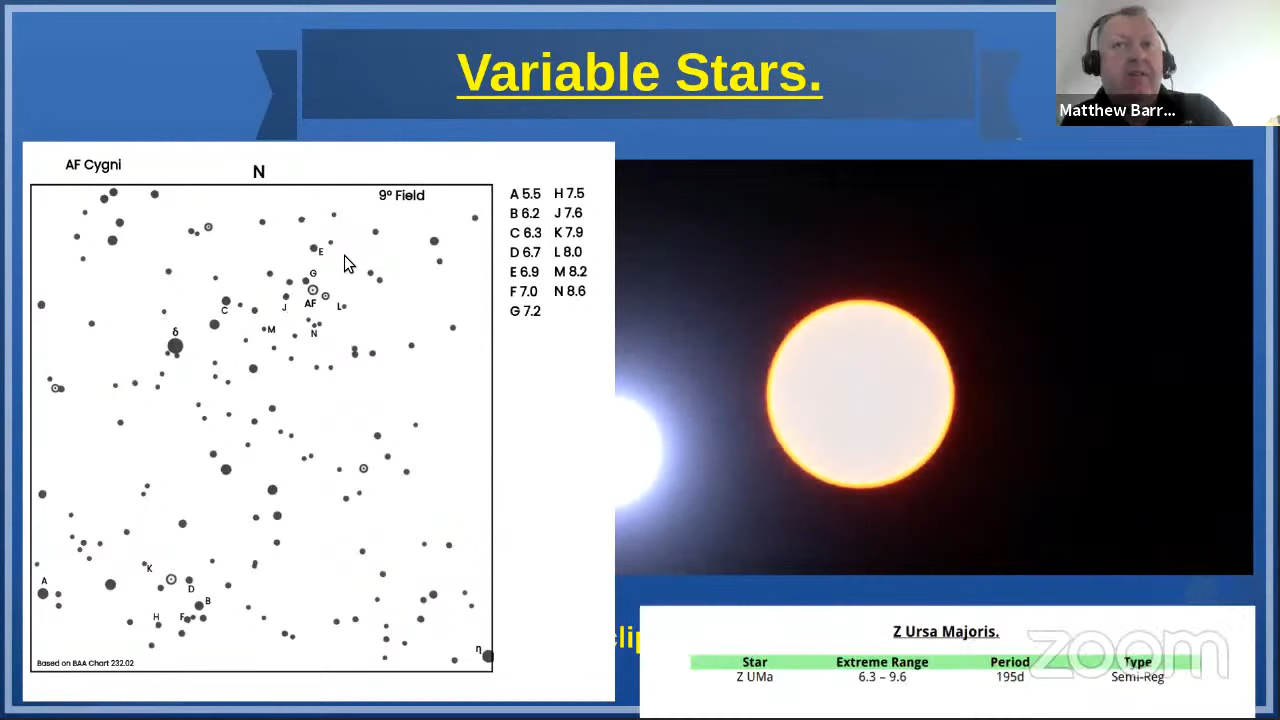 Variable Stars.
Matthew Barr...
AF Cygni
N
9° Field
A 5.5 H 7.5
B 6.2 J 7.6
C 6.3 K 7.9
D 6.7 L 8.0
E 6.9 M 8.2
F 7.0 N 8.6
G 7.2
E
G
AF
J
L
C
M
N
δ
K
A
D
B
H
F
η
Based on BAA Chart 232.02
clip
Z Ursa Majoris.
Star Extreme Range Period Type
Z UMa 6.3 – 9.6 195d Semi-Reg
zoom